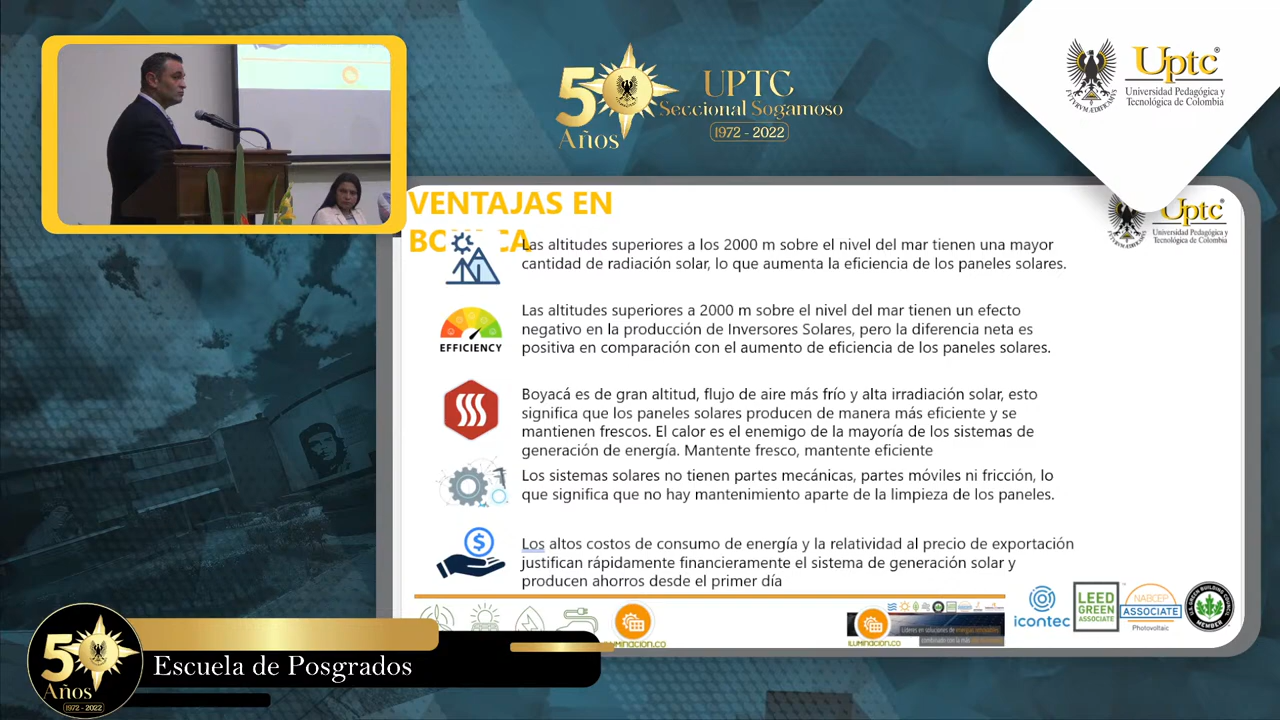 50
Años
UPTC
Seccional Sogamoso
1972 - 2022
Uptc
Universidad Pedagógica y
Tecnológica de Colombia
VENTAJAS EN
Uptc
Universidad Pedagógica y
Tecnológica de Colombia
Las altitudes superiores a los 2000 m sobre el nivel del mar tienen una mayor
cantidad de radiación solar, lo que aumenta la eficiencia de los paneles solares.
Las altitudes superiores a 2000 m sobre el nivel del mar tienen un efecto
negativo en la producción de Inversores Solares, pero la diferencia neta es
positiva en comparación con el aumento de eficiencia de los paneles solares.
EFFICIENCY
Boyacá es de gran altitud, flujo de aire más frío y alta irradiación solar, esto
significa que los paneles solares producen de manera más eficiente y se
mantienen frescos. El calor es el enemigo de la mayoría de los sistemas de
generación de energía. Mantente fresco, mantente eficiente
Los sistemas solares no tienen partes mecánicas, partes móviles ni fricción, lo
que significa que no hay mantenimiento aparte de la limpieza de los paneles.
Los altos costos de consumo de energía y la relatividad al precio de exportación
justifican rápidamente financieramente el sistema de generación solar y
producen ahorros desde el primer día
icontec
LEED
GREEN
ASSOCIATE
NABCEP
ASSOCIATE
Photovoltaic
MEMBER
ILUMINACION.CO
50
Años
1972 - 2022
Escuela de Posgrados